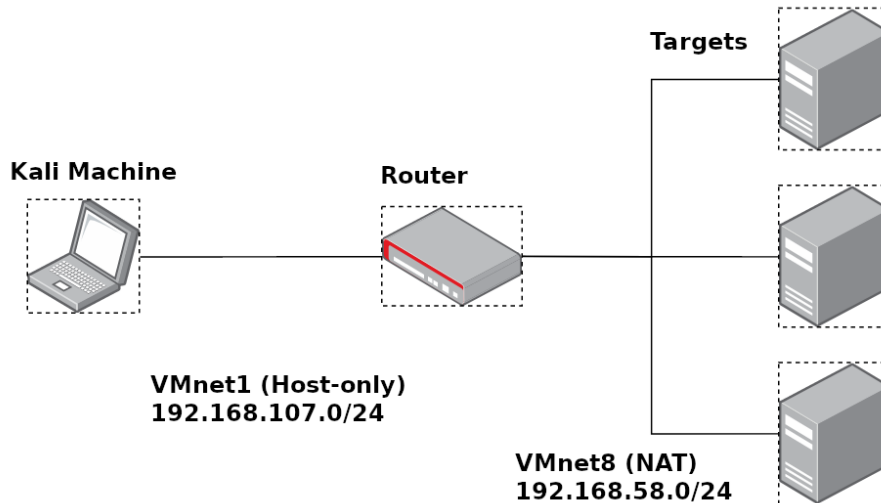 Targets
Kali Machine
Router
VMnet1 (Host-only)
192.168.107.0/24
VMnet8 (NAT)
192.168.58.0/24